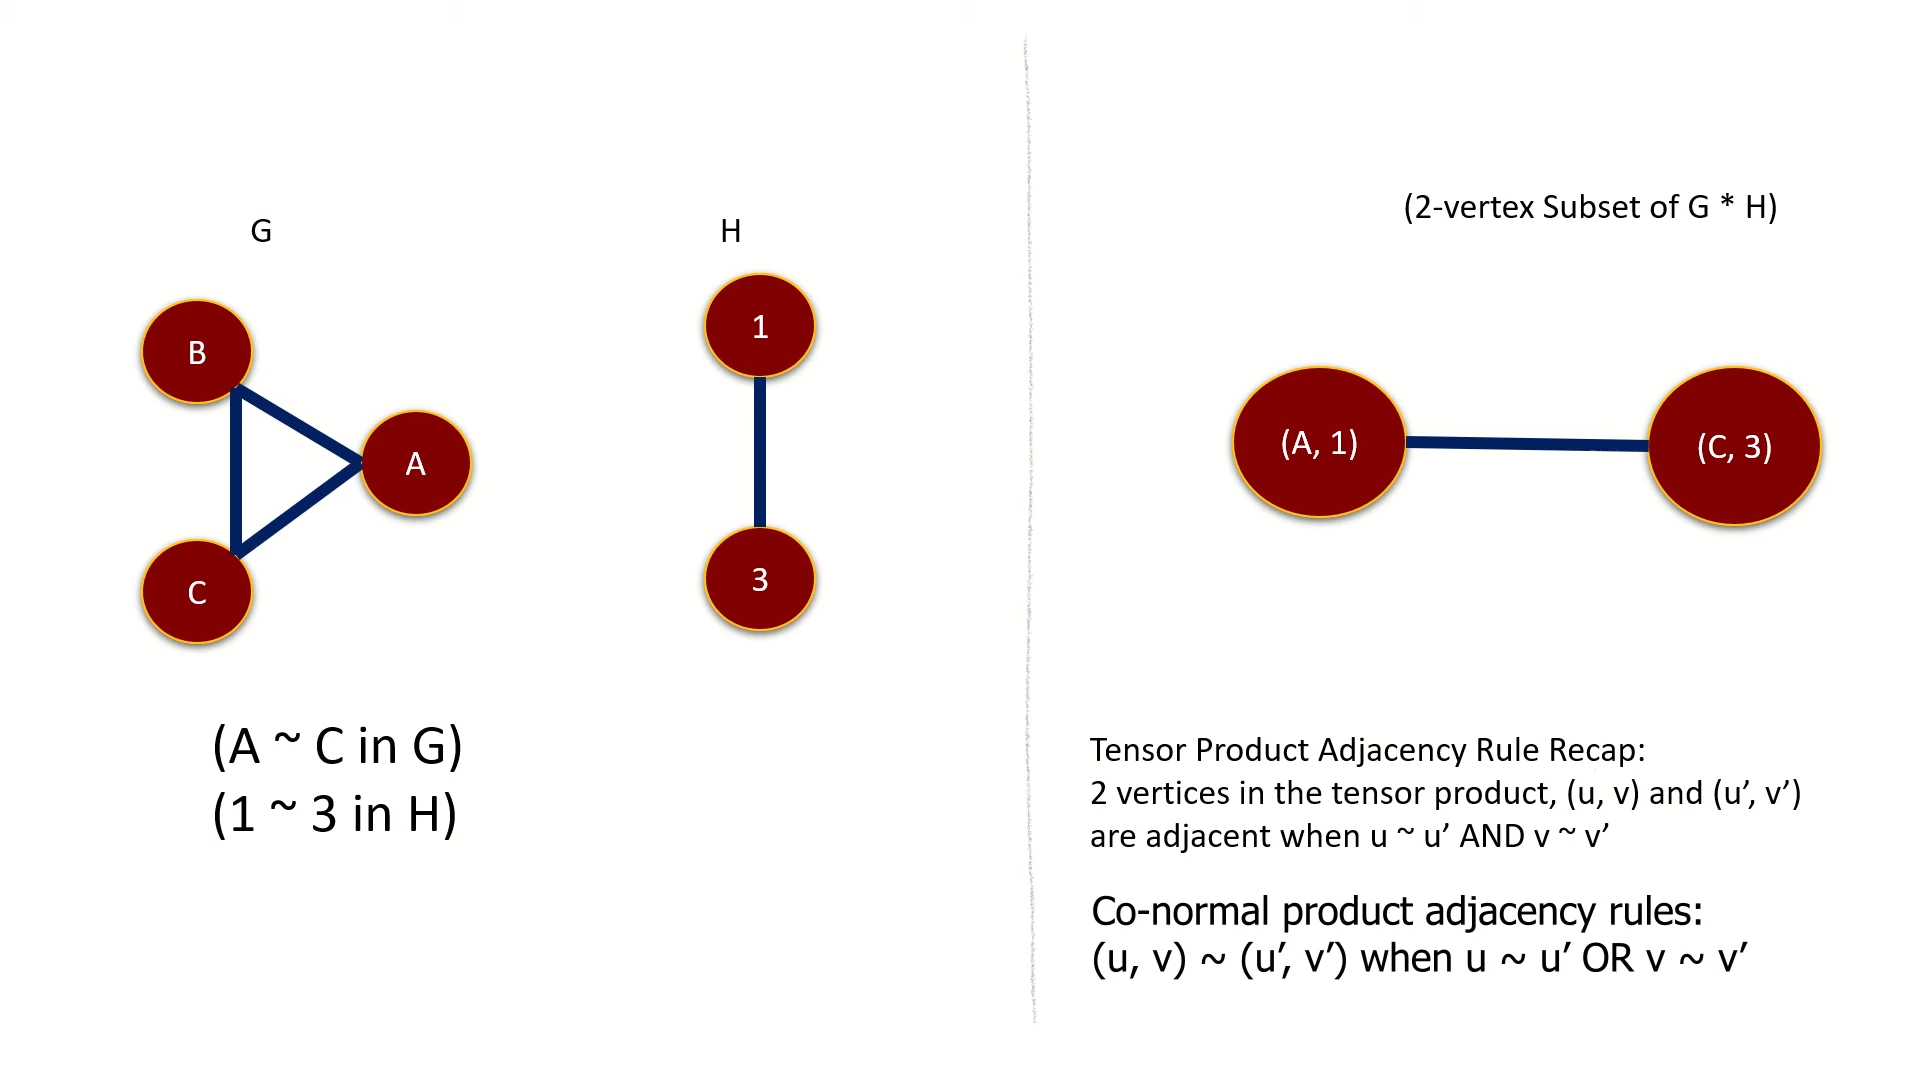 G
H
B
A
C
1
3
(A ~ C in G)
(1 ~ 3 in H)
(2-vertex Subset of G * H)
(A, 1)
(C, 3)
Tensor Product Adjacency Rule Recap:
2 vertices in the tensor product, (u, v) and (u’, v’)
are adjacent when u ~ u’ AND v ~ v’
Co-normal product adjacency rules:
(u, v) ~ (u’, v’) when u ~ u’ OR v ~ v’